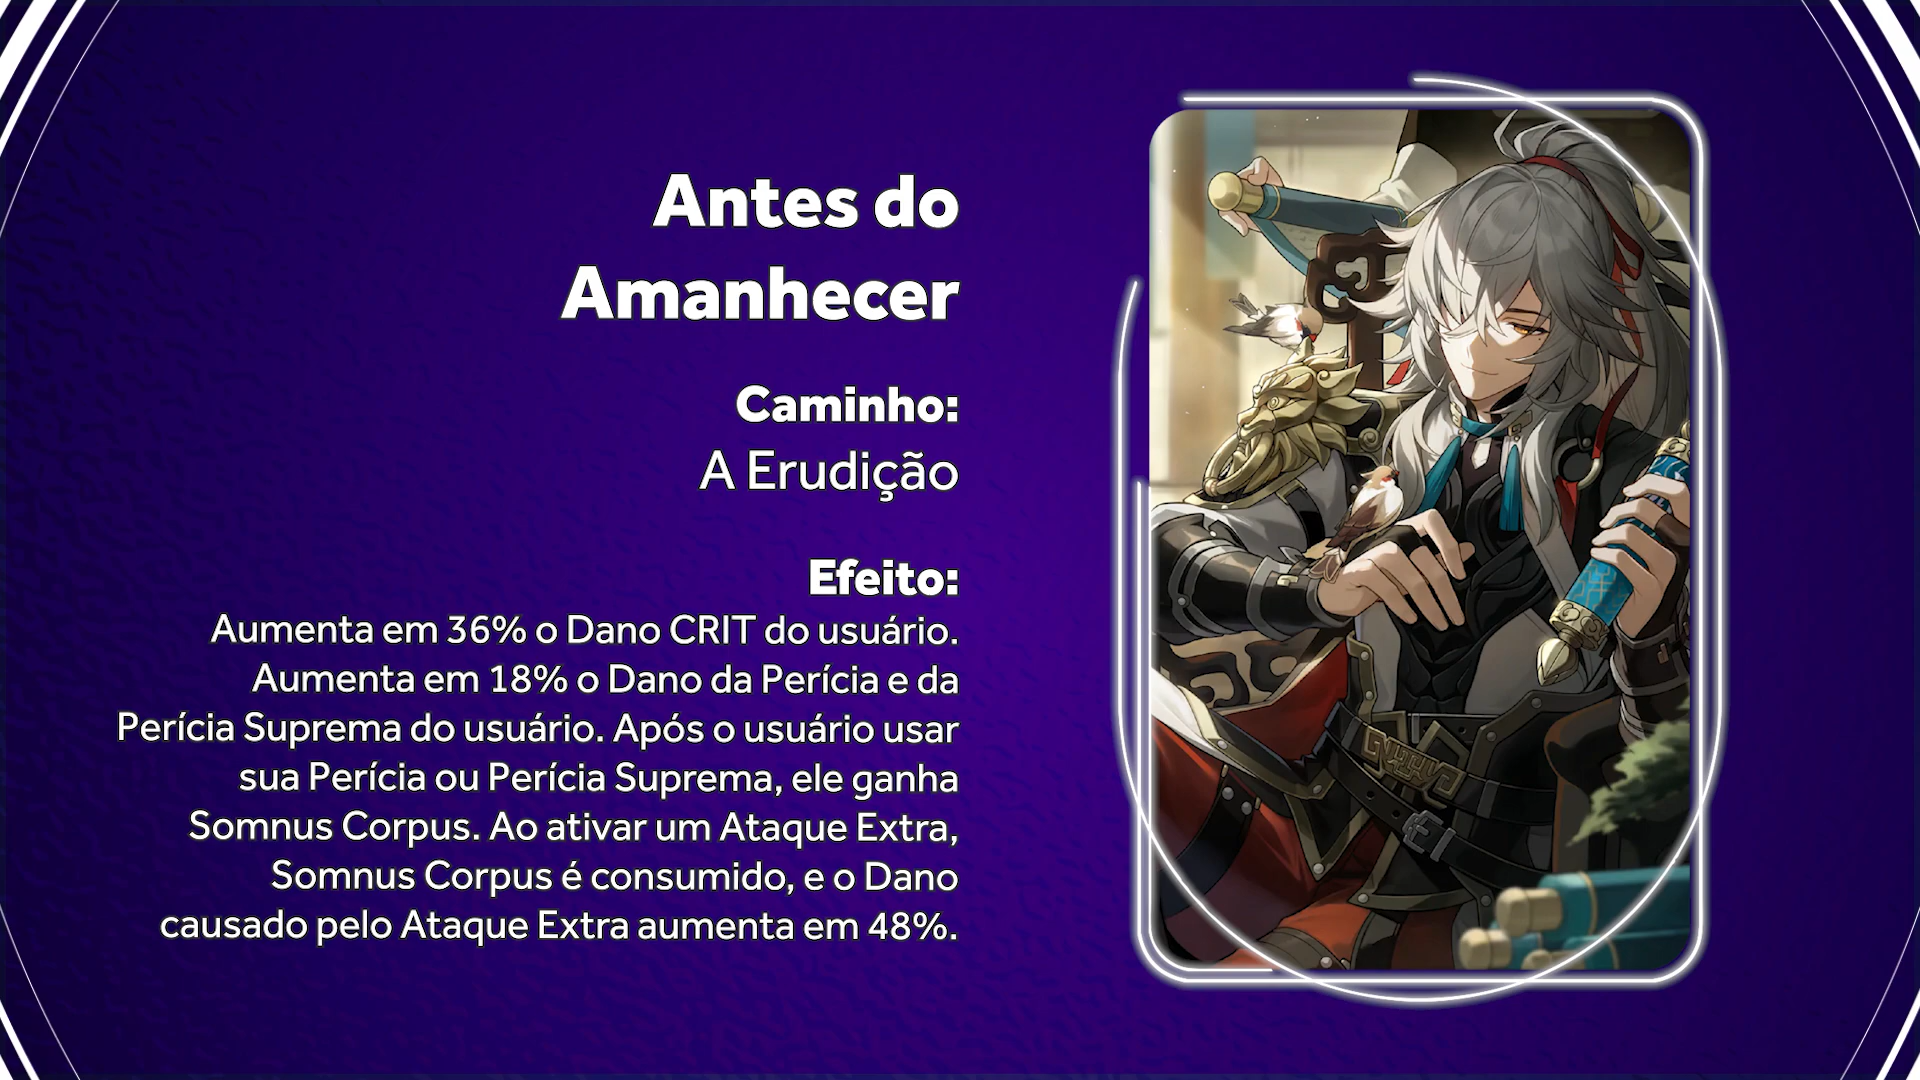 Antes do
Amanhecer
Caminho:
A Erudição
Efeito:
Aumenta em 36% o Dano CRIT do usuário.
Aumenta em 18% o Dano da Perícia e da
Perícia Suprema do usuário. Após o usuário usar
sua Perícia ou Perícia Suprema, ele ganha
Somnus Corpus. Ao ativar um Ataque Extra,
Somnus Corpus é consumido, e o Dano
causado pelo Ataque Extra aumenta em 48%.